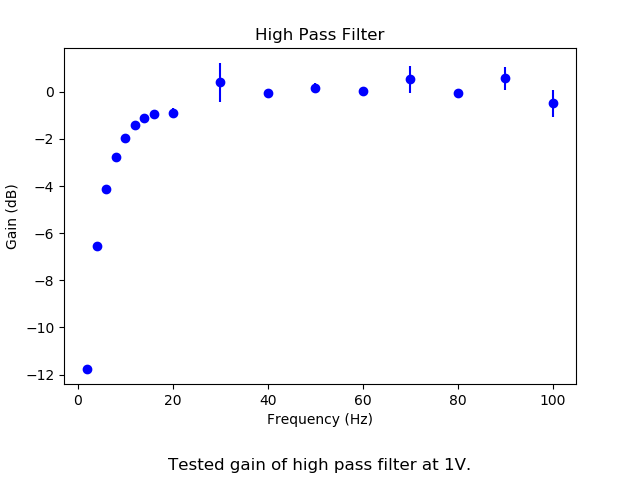 High Pass Filter
Gain (dB)
0
−2
−4
−6
−8
−10
−12
0 20 40 60 80 100
Frequency (Hz)
Tested gain of high pass filter at 1V.